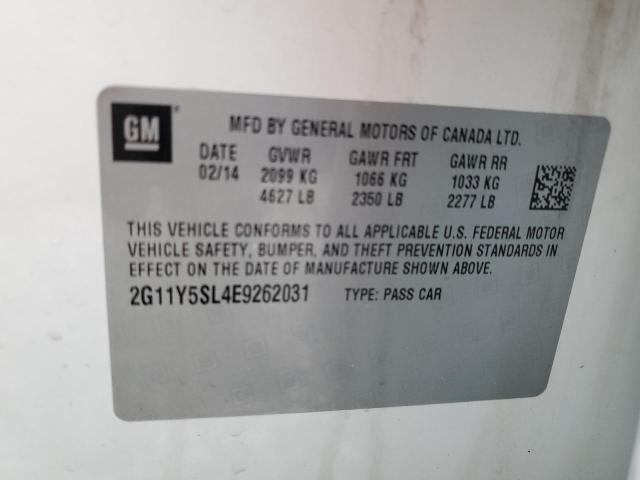 GM
MFD BY GENERAL MOTORS OF CANADA LTD.
DATE GVWR GAWR FRT GAWR RR
02/14 2099 KG 1066 KG 1033 KG
4627 LB 2350 LB 2277 LB
THIS VEHICLE CONFORMS TO ALL APPLICABLE U.S. FEDERAL MOTOR
VEHICLE SAFETY, BUMPER, AND THEFT PREVENTION STANDARDS IN
EFFECT ON THE DATE OF MANUFACTURE SHOWN ABOVE.
2G11Y5SL4E9262031 TYPE: PASS CAR